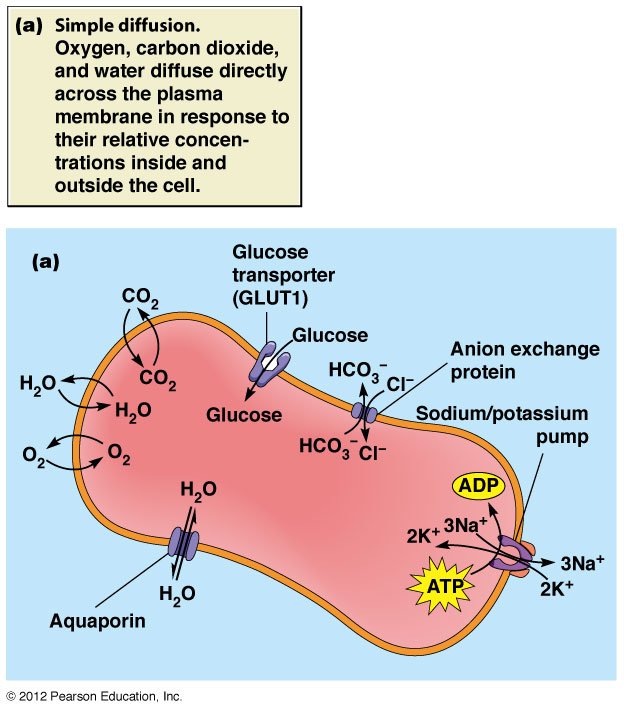 (a) Simple diffusion.
Oxygen, carbon dioxide,
and water diffuse directly
across the plasma
membrane in response to
their relative concen-
trations inside and
outside the cell.
(a)
Glucose
transporter
(GLUT1)
CO₂
Glucose
Anion exchange
protein
HCO₃⁻
Cl⁻
CO₂
H₂O
H₂O
Glucose
Sodium/potassium
pump
HCO₃⁻ Cl⁻
O₂
O₂
ADP
H₂O
2K⁺ 3Na⁺
3Na⁺
ATP
2K⁺
H₂O
Aquaporin
© 2012 Pearson Education, Inc.